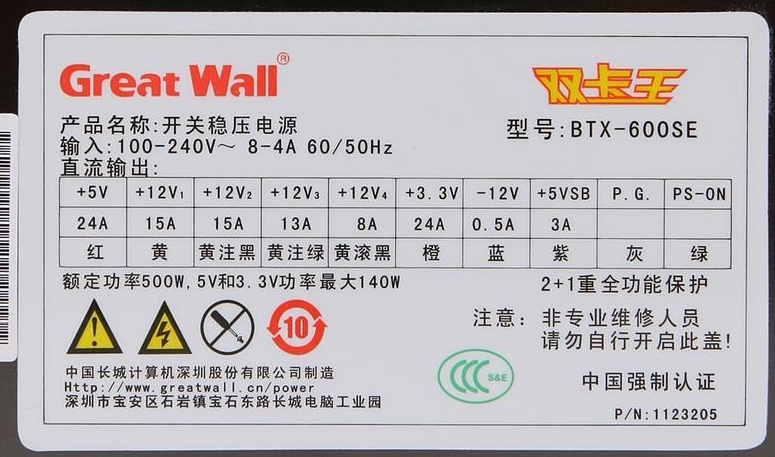 Great Wall®
双卡王
产品名称:开关稳压电源
型号:BTX-600SE
输入:100-240V～ 8-4A 60/50Hz
直流输出:
+5V +12V₁ +12V₂ +12V₃ +12V₄ +3.3V -12V +5VSB P.G. PS-ON
24A 15A 15A 13A 8A 24A 0.5A 3A
红 黄 黄注黑 黄注绿 黄滚黑 橙 蓝 紫 灰 绿
额定功率500W,5V和3.3V功率最大140W
2+1重全功能保护
10
注意: 非专业维修人员
请勿自行开启此盖!
中国长城计算机深圳股份有限公司制造
Http://www.greatwall.cn/power
深圳市宝安区石岩镇宝石东路长城电脑工业园
CCC S&E
中国强制认证
P/N:1123205